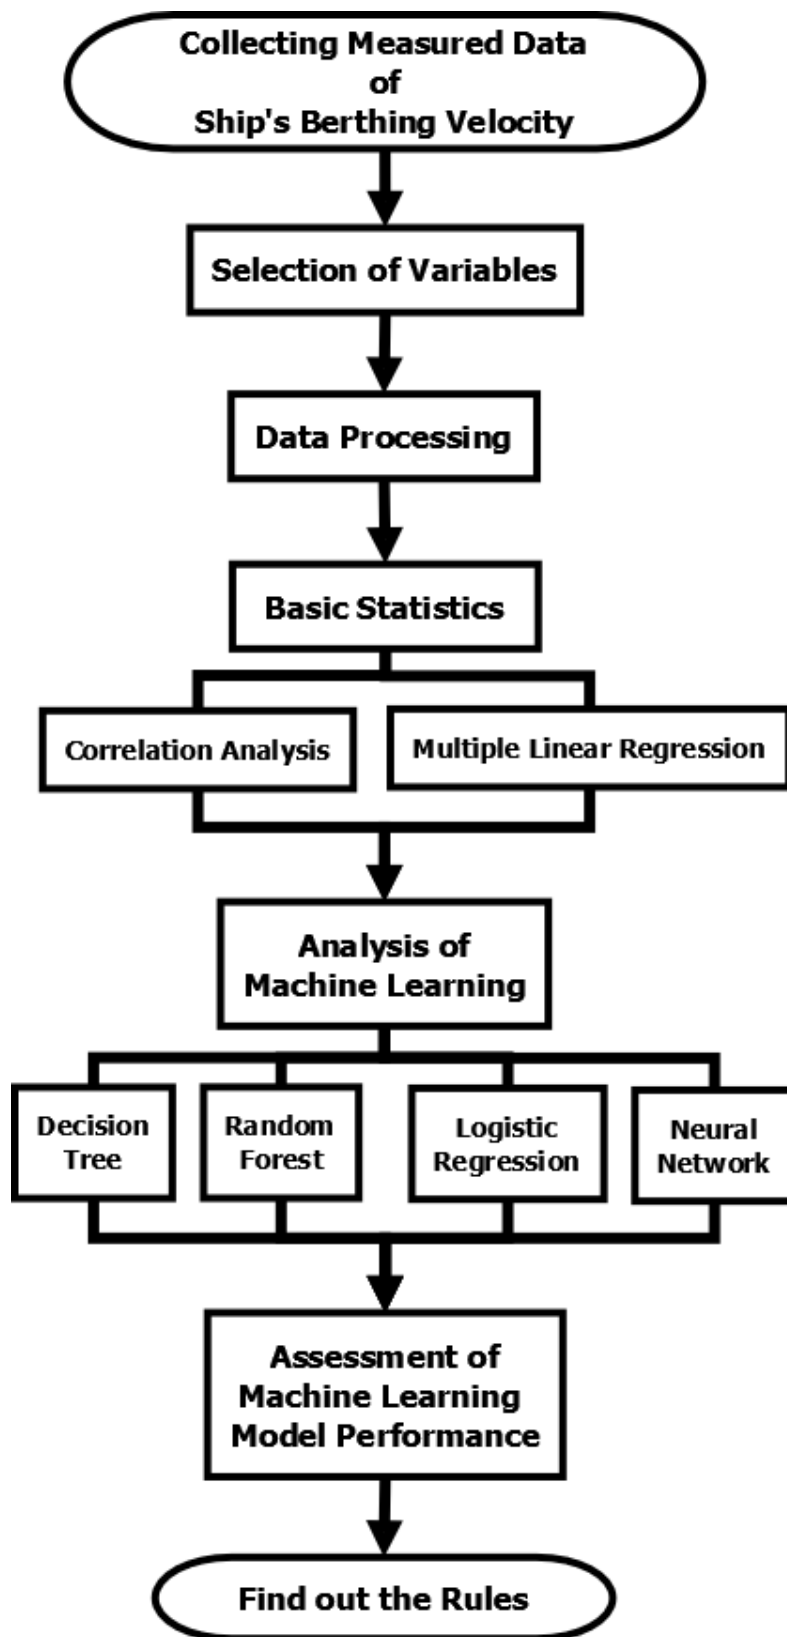 Collecting Measured Data
of
Ship's Berthing Velocity
Selection of Variables
Data Processing
Basic Statistics
Correlation Analysis
Multiple Linear Regression
Analysis of
Machine Learning
Decision
Tree
Random
Forest
Logistic
Regression
Neural
Network
Assessment of
Machine Learning
Model Performance
Find out the Rules